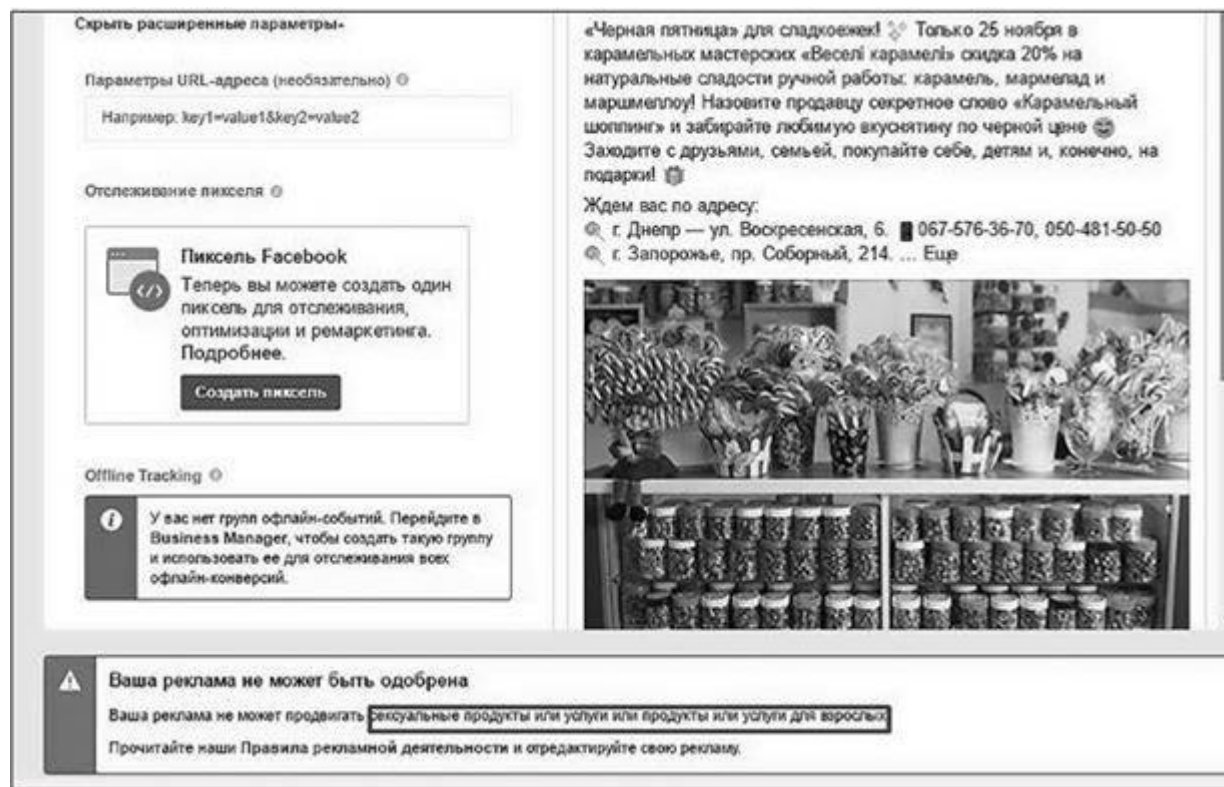 Скрыть расширенные параметры
Параметры URL-адреса (необязательно)
Например: key1=value1&key2=value2
Отслеживание пикселя
Пиксель Facebook
Теперь вы можете создать один
пиксель для отслеживания,
оптимизации и ремаркетинга.
Подробнее.
Создать пиксель
Offline Tracking
У вас нет групп офлайн-событий. Перейдите в
Business Manager, чтобы создать такую группу
и использовать ее для отслеживания всех
офлайн-конверсий.
«Черная пятница» для сладкоежек! Только 25 ноября в
карамельных мастерских «Веселі карамелі» скидка 20% на
натуральные сладости ручной работы: карамель, мармелад и
маршмеллоу! Назовите продавцу секретное слово «Карамельный
шоппинг» и забирайте любимую вкуснятину по черной цене 😎
Заходите с друзьями, семьей, покупайте себе, детям и, конечно, на
подарки! 🎁
Ждем вас по адресу:
🍭 г. Днепр — ул. Воскресенская, 6. 📱 067-576-36-70, 050-481-50-50
🍭 г. Запорожье, пр. Соборный, 214. ... Еще
Ваша реклама не может быть одобрена
Ваша реклама не может продвигать сексуальные продукты или услуги или продукты или услуги для взрослых
Прочитайте наши Правила рекламной деятельности и отредактируйте свою рекламу.